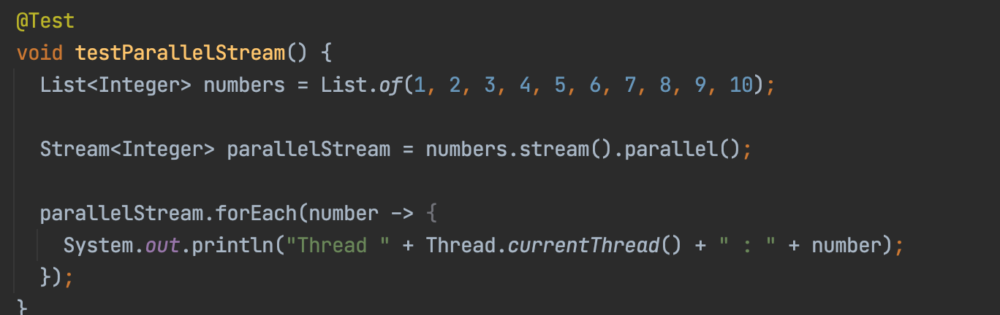 @Test
void testParallelStream() {
List<Integer> numbers = List.of(1, 2, 3, 4, 5, 6, 7, 8, 9, 10);
Stream<Integer> parallelStream = numbers.stream().parallel();
parallelStream.forEach(number -> {
System.out.println("Thread " + Thread.currentThread() + " : " + number);
});
}